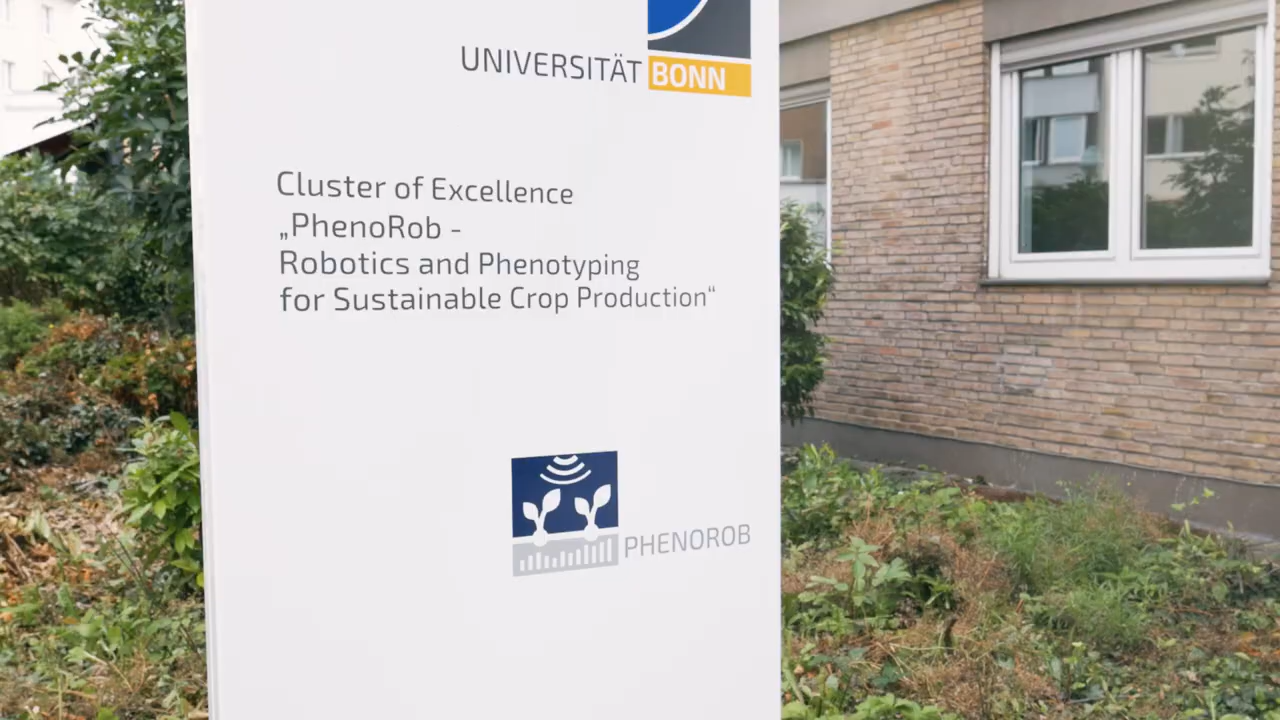 UNIVERSITÄT BONN
Cluster of Excellence
„PhenoRob -
Robotics and Phenotyping
for Sustainable Crop Production“
PHENOROB